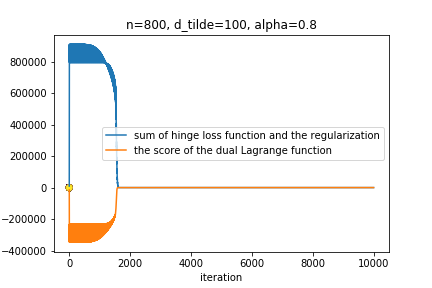 n=800, d_tilde=100, alpha=0.8
800000
600000
400000
200000
0
−200000
−400000
sum of hinge loss function and the regularization
the score of the dual Lagrange function
0 2000 4000 6000 8000 10000
iteration